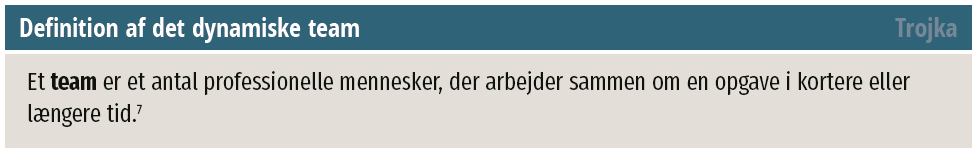 Definition af det dynamiske team Trojka
Et team er et antal professionelle mennesker, der arbejder sammen om en opgave i kortere eller
længere tid.⁷